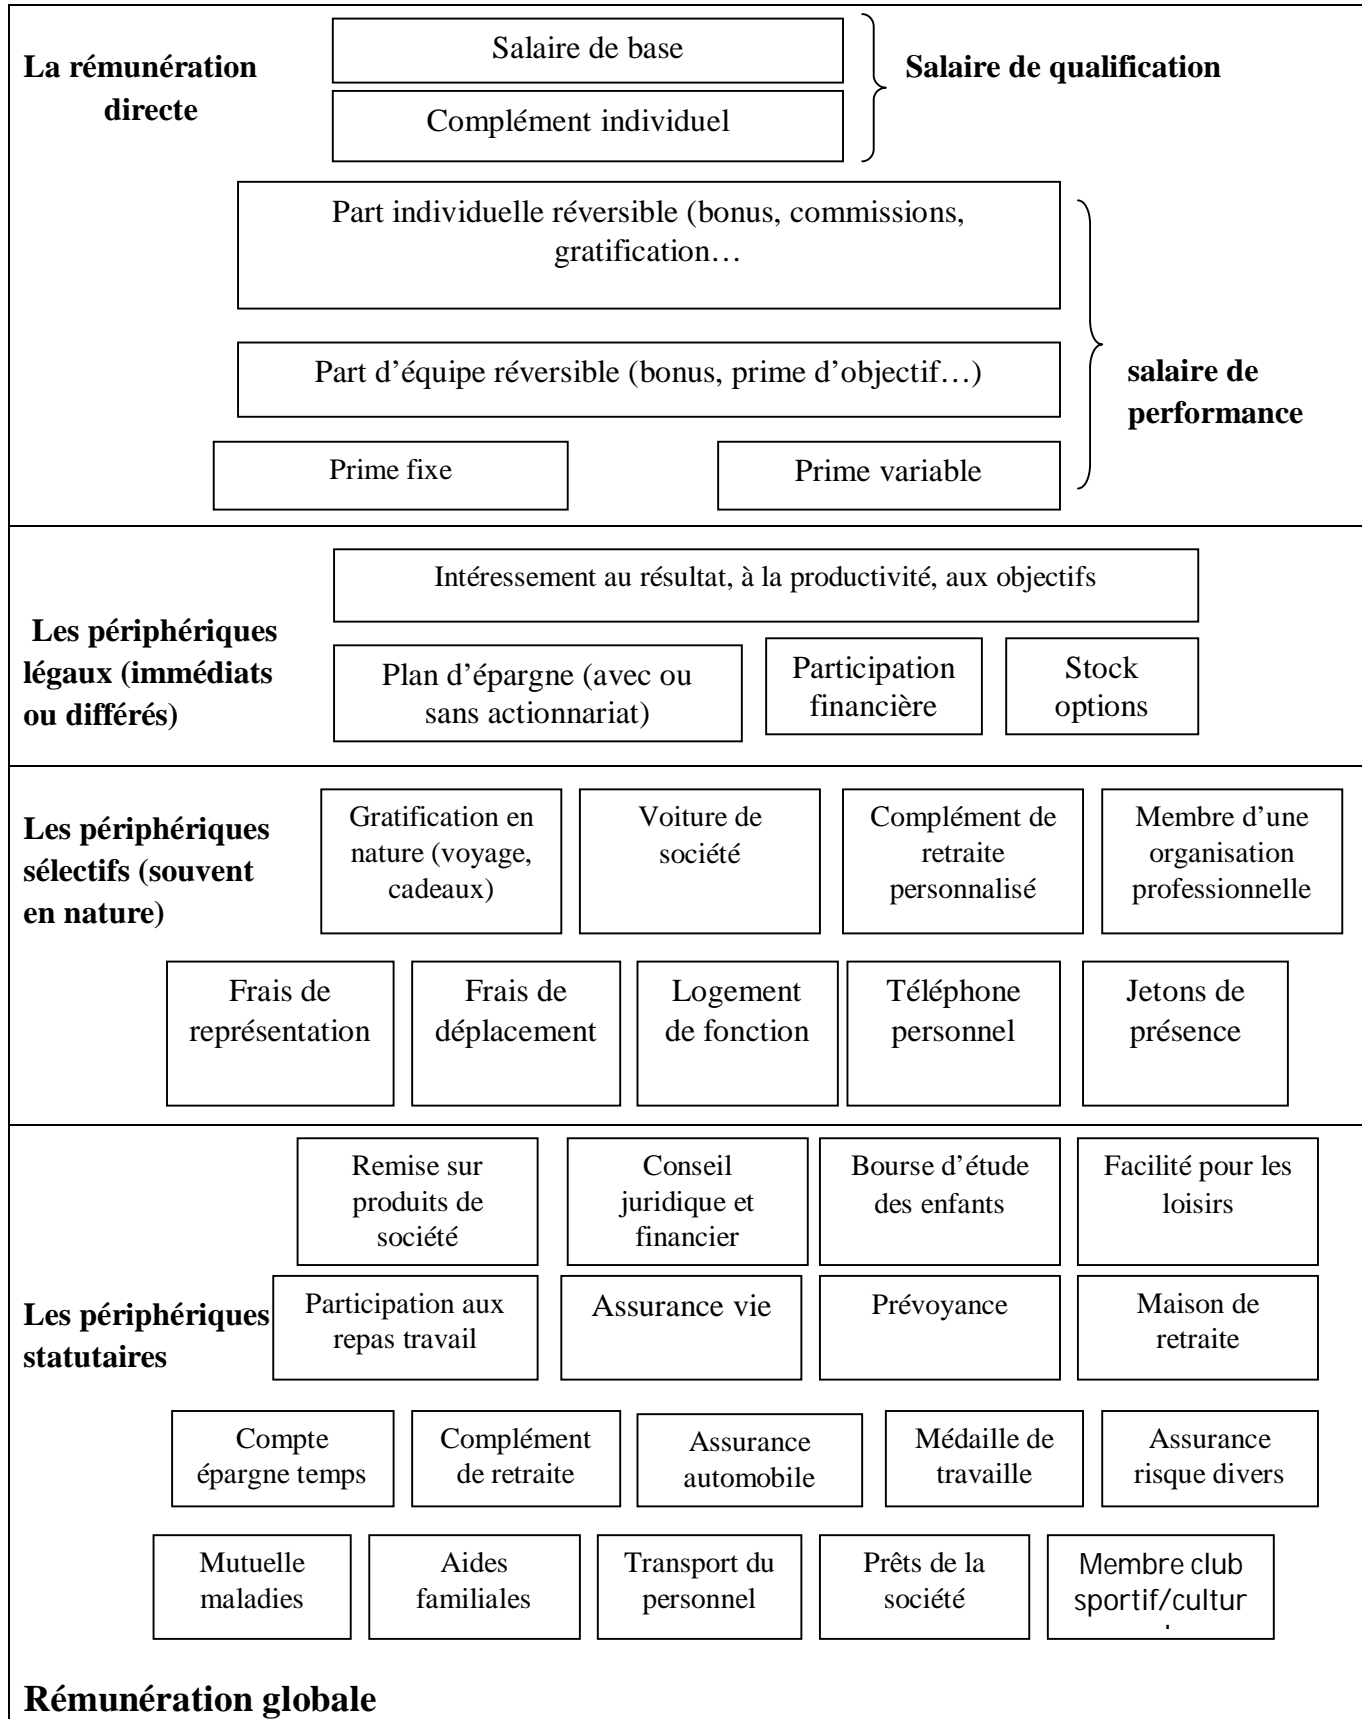 La rémunération
directe
Salaire de base
Complément individuel
Salaire de qualification
Part individuelle réversible (bonus, commissions,
gratification…
Part d’équipe réversible (bonus, prime d’objectif…)
Prime fixe
Prime variable
salaire de
performance
Les périphériques
légaux (immédiats
ou différés)
Intéressement au résultat, à la productivité, aux objectifs
Plan d’épargne (avec ou
sans actionnariat)
Participation
financière
Stock
options
Les périphériques
sélectifs (souvent
en nature)
Gratification en
nature (voyage,
cadeaux)
Voiture de
société
Complément de
retraite
personnalisé
Membre d’une
organisation
professionnelle
Frais de
représentation
Frais de
déplacement
Logement
de fonction
Téléphone
personnel
Jetons de
présence
Les périphériques
statutaires
Remise sur
produits de
société
Conseil
juridique et
financier
Bourse d’étude
des enfants
Facilité pour les
loisirs
Participation aux
repas travail
Assurance vie
Prévoyance
Maison de
retraite
Compte
épargne temps
Complément
de retraite
Assurance
automobile
Médaille de
travaille
Assurance
risque divers
Mutuelle
maladies
Aides
familiales
Transport du
personnel
Prêts de la
société
Membre club
sportif/cultur
Rémunération globale